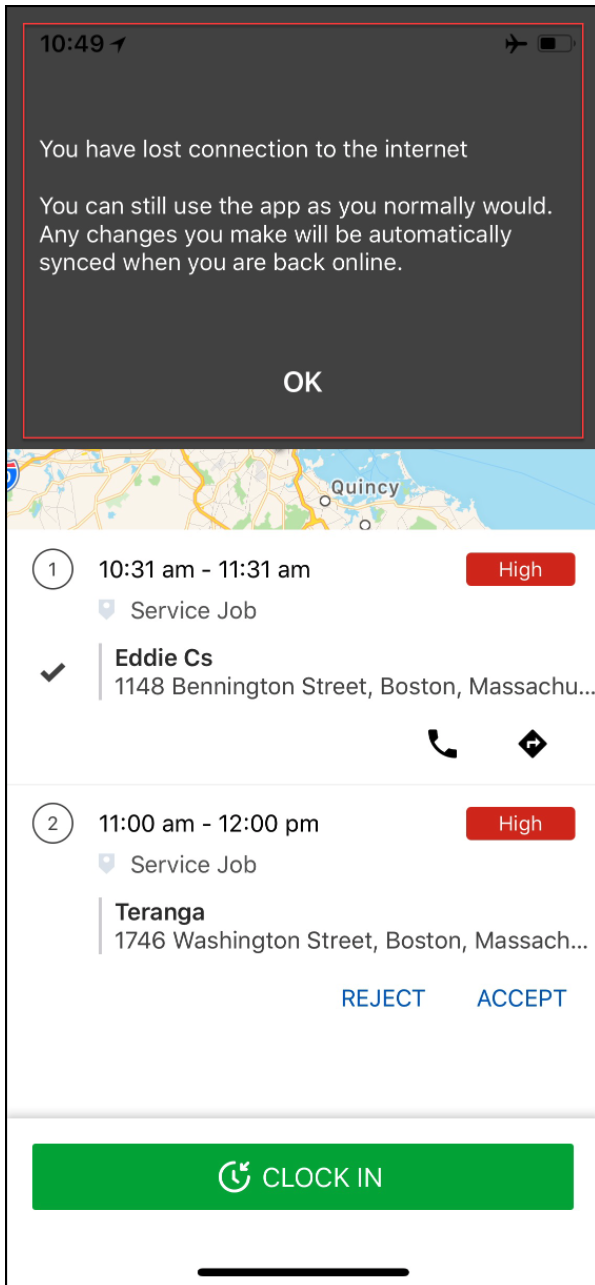 10:49
You have lost connection to the internet
You can still use the app as you normally would.
Any changes you make will be automatically
synced when you are back online.
OK
Quincy
1
10:31 am - 11:31 am
High
Service Job
Eddie Cs
1148 Bennington Street, Boston, Massachu...
2
11:00 am - 12:00 pm
High
Service Job
Teranga
1746 Washington Street, Boston, Massach...
REJECT
ACCEPT
CLOCK IN